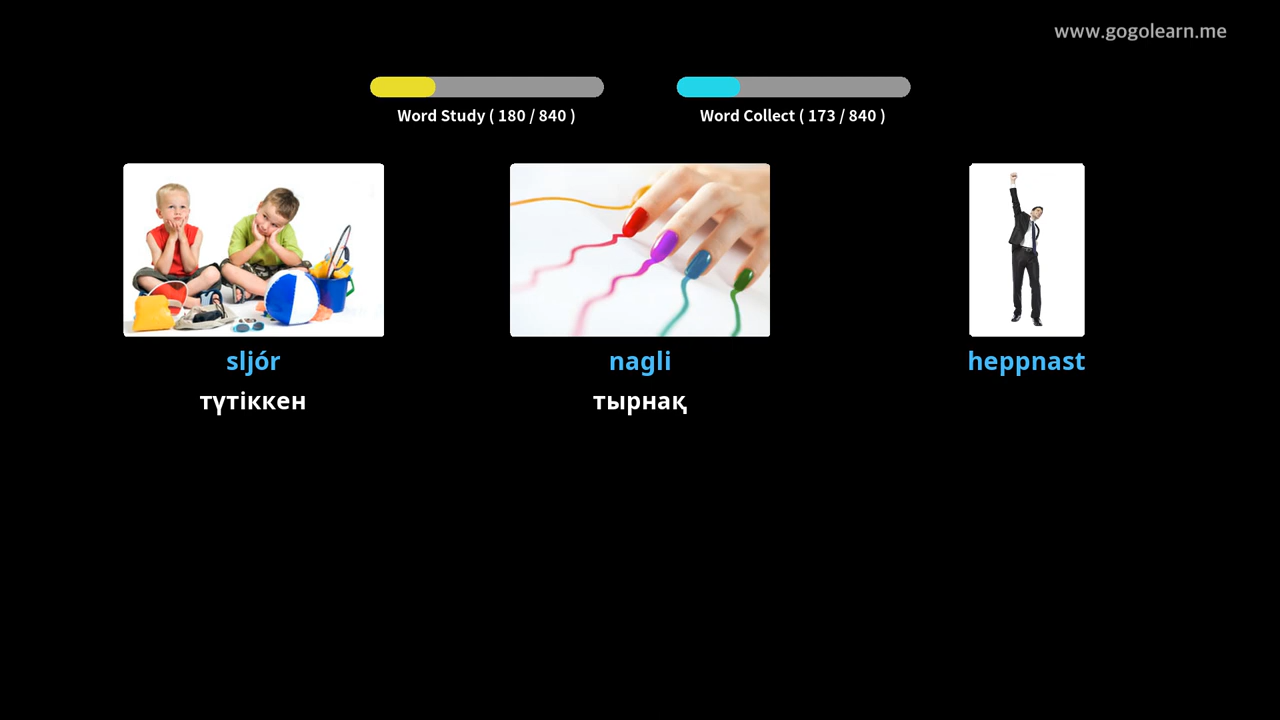 www.gogolearn.me
Word Study ( 180 / 840 )
Word Collect ( 173 / 840 )
sljór
nagli
heppnast
түтіккен
тырнақ